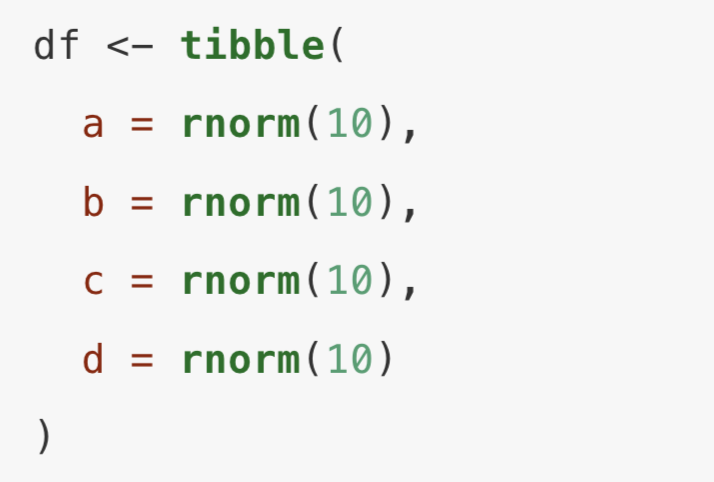 df <- tibble(
  a = rnorm(10),
  b = rnorm(10),
  c = rnorm(10),
  d = rnorm(10)
)